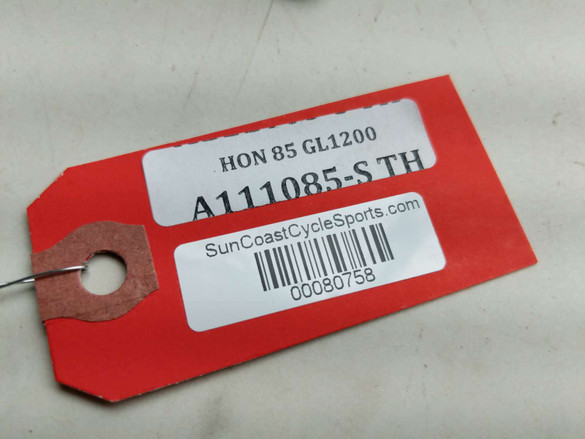 HON 85 GL1200
A111085-S TH
SunCoastCycleSports.com
00080758